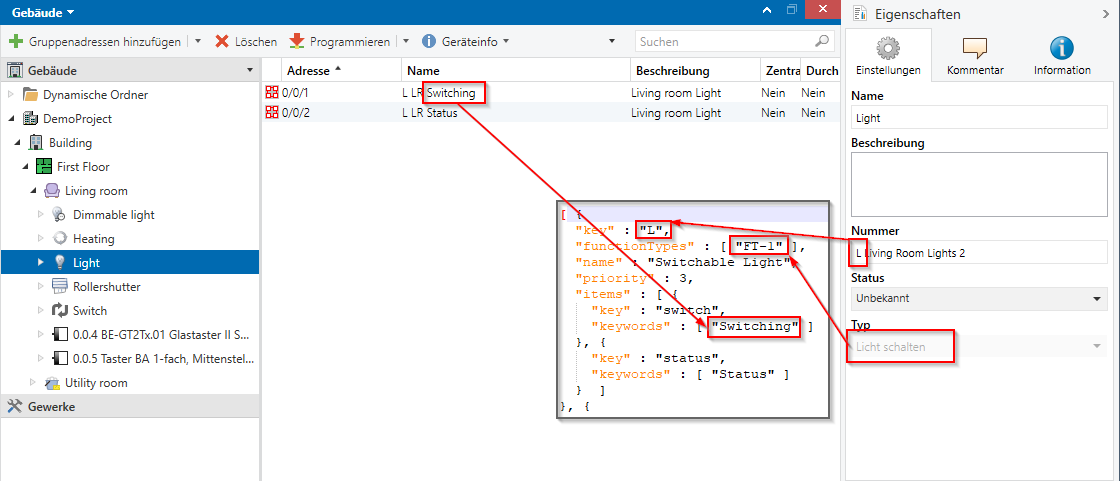 Gebäude
Gruppenadressen hinzufügen Löschen Programmieren Geräteinfo Suchen
Gebäude
Dynamische Ordner
DemoProject
Building
First Floor
Living room
Dimmable light
Heating
Light
Rollershutter
Switch
0.0.4 BE-GT2Tx.01 Glastaster II S...
0.0.5 Taster BA 1-fach, Mittenstel...
Utility room
Gewerke
Adresse Name Beschreibung Zentra Durch
0/0/1 L LR Switching Living room Light Nein Nein
0/0/2 L LR Status Living room Light Nein Nein
[ {
"key" : "L",
"functionTypes" : [ "FT-1" ],
"name" : "Switchable Light",
"priority" : 3,
"items" : [ {
"key" : "switch",
"keywords" : [ "Switching" ]
}, {
"key" : "status",
"keywords" : [ "Status" ]
} ]
}, {
Eigenschaften
Einstellungen Kommentar Information
Name
Light
Beschreibung
Nummer
L Living Room Lights 2
Status
Unbekannt
Typ
Licht schalten